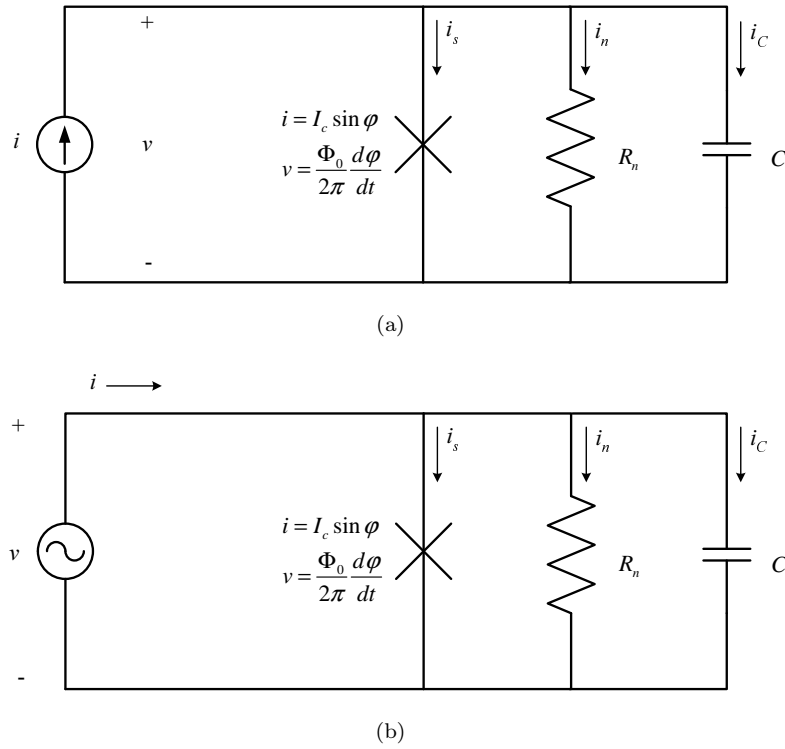 +
i_s
i_n
i_C
i = I_c sin φ
i
v
v = Φ_0/2π dφ/dt
R_n
C
-
(a)
i
+
i_s
i_n
i_C
i = I_c sin φ
v
v = Φ_0/2π dφ/dt
R_n
C
-
(b)